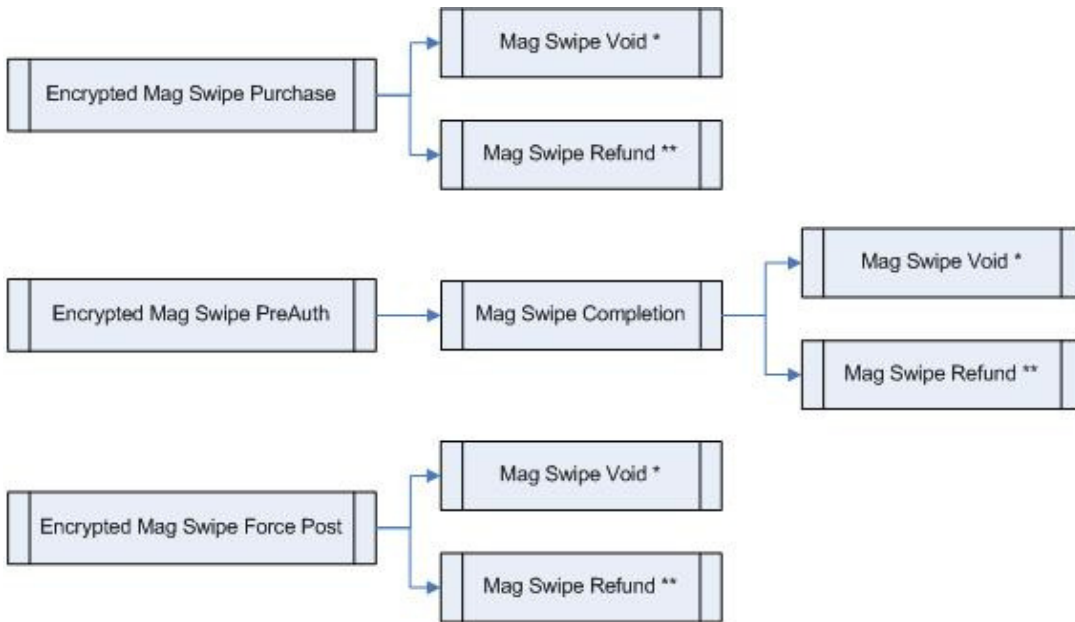 Mag Swipe Void *
Encrypted Mag Swipe Purchase
Mag Swipe Refund **
Mag Swipe Void *
Encrypted Mag Swipe PreAuth
Mag Swipe Completion
Mag Swipe Refund **
Mag Swipe Void *
Encrypted Mag Swipe Force Post
Mag Swipe Refund **